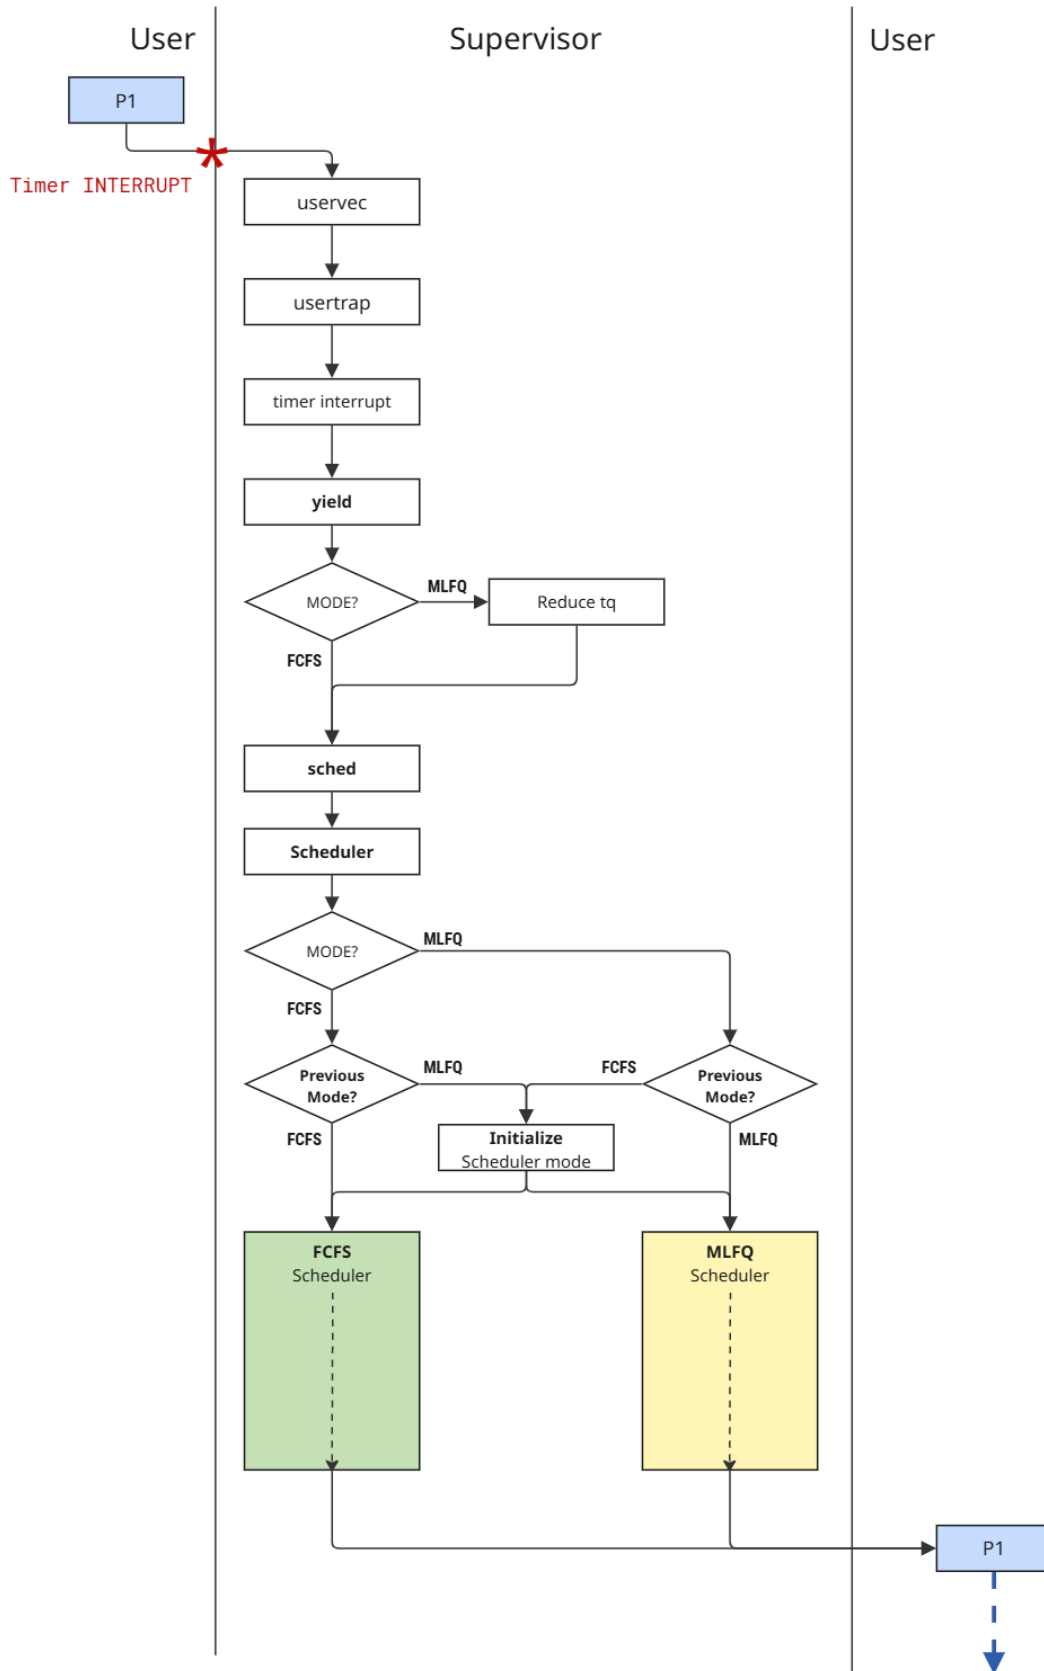 User
Supervisor
User
P1
Timer INTERRUPT
uservec
usertrap
timer interrupt
yield
MODE?
MLFQ
Reduce tq
FCFS
sched
Scheduler
MODE?
MLFQ
FCFS
Previous
Mode?
MLFQ
FCFS
Previous
Mode?
FCFS
Initialize
Scheduler mode
MLFQ
FCFS
Scheduler
MLFQ
Scheduler
P1